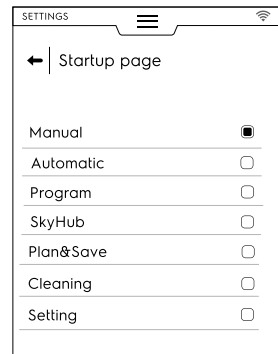 SETTINGS
Startup page
Manual
Automatic
Program
SkyHub
Plan&Save
Cleaning
Setting